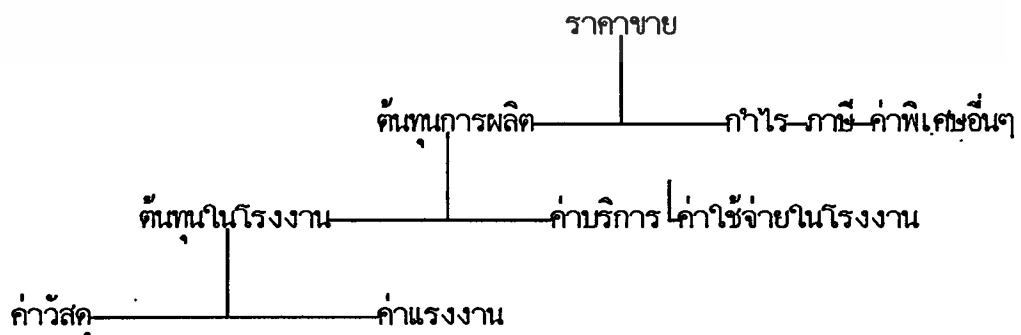 ราคาขาย
ต้นทุนการผลิต กำไร ภาษี ค่าพิเศษอื่นๆ
ต้นทุนในโรงงาน ค่าบริการ ค่าใช้จ่ายในโรงงาน
ค่าวัสดุ ค่าแรงงาน